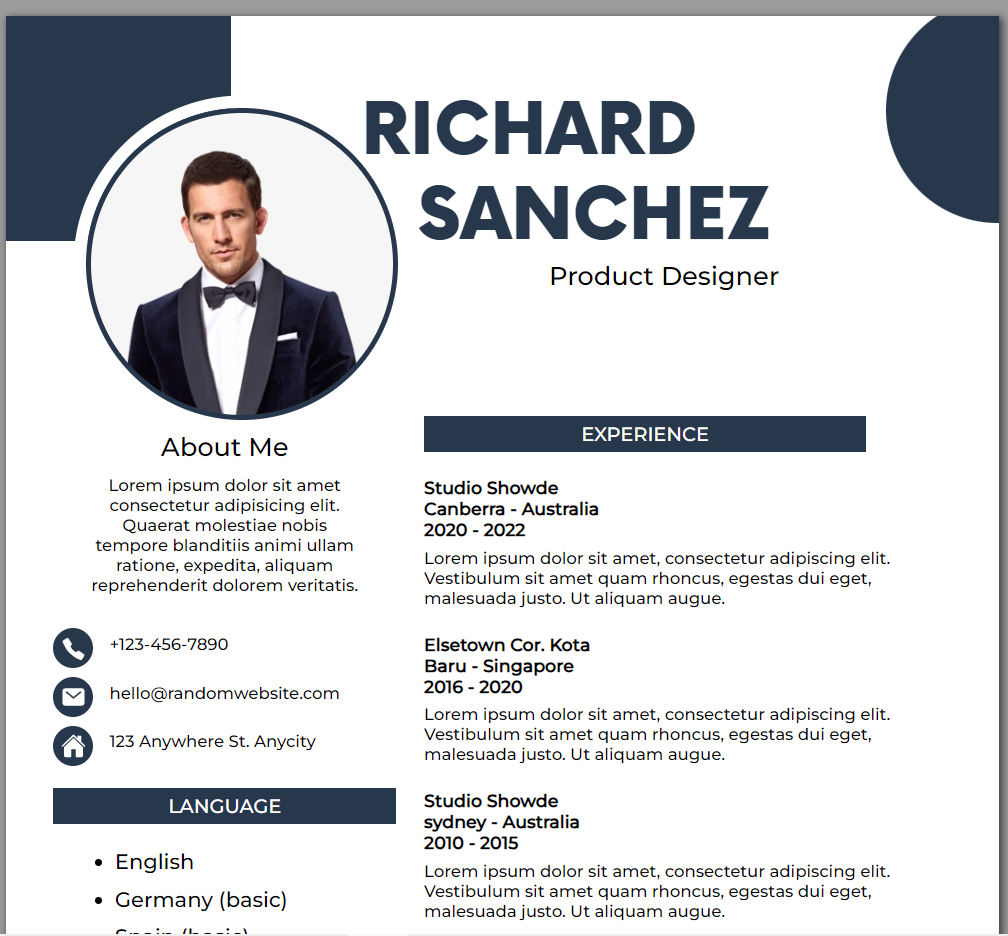 RICHARD
SANCHEZ
Product Designer
About Me
Lorem ipsum dolor sit amet
consectetur adipisicing elit.
Quaerat molestiae nobis
tempore blanditiis animi ullam
ratione, expedita, aliquam
reprehenderit dolorem veritatis.
+123-456-7890
hello@randomwebsite.com
123 Anywhere St. Anycity
LANGUAGE
English
Germany (basic)
Spain (basic)
EXPERIENCE
Studio Showde
Canberra - Australia
2020 - 2022
Lorem ipsum dolor sit amet, consectetur adipiscing elit.
Vestibulum sit amet quam rhoncus, egestas dui eget,
malesuada justo. Ut aliquam augue.
Elsetown Cor. Kota
Baru - Singapore
2016 - 2020
Lorem ipsum dolor sit amet, consectetur adipiscing elit.
Vestibulum sit amet quam rhoncus, egestas dui eget,
malesuada justo. Ut aliquam augue.
Studio Showde
sydney - Australia
2010 - 2015
Lorem ipsum dolor sit amet, consectetur adipiscing elit.
Vestibulum sit amet quam rhoncus, egestas dui eget,
malesuada justo. Ut aliquam augue.